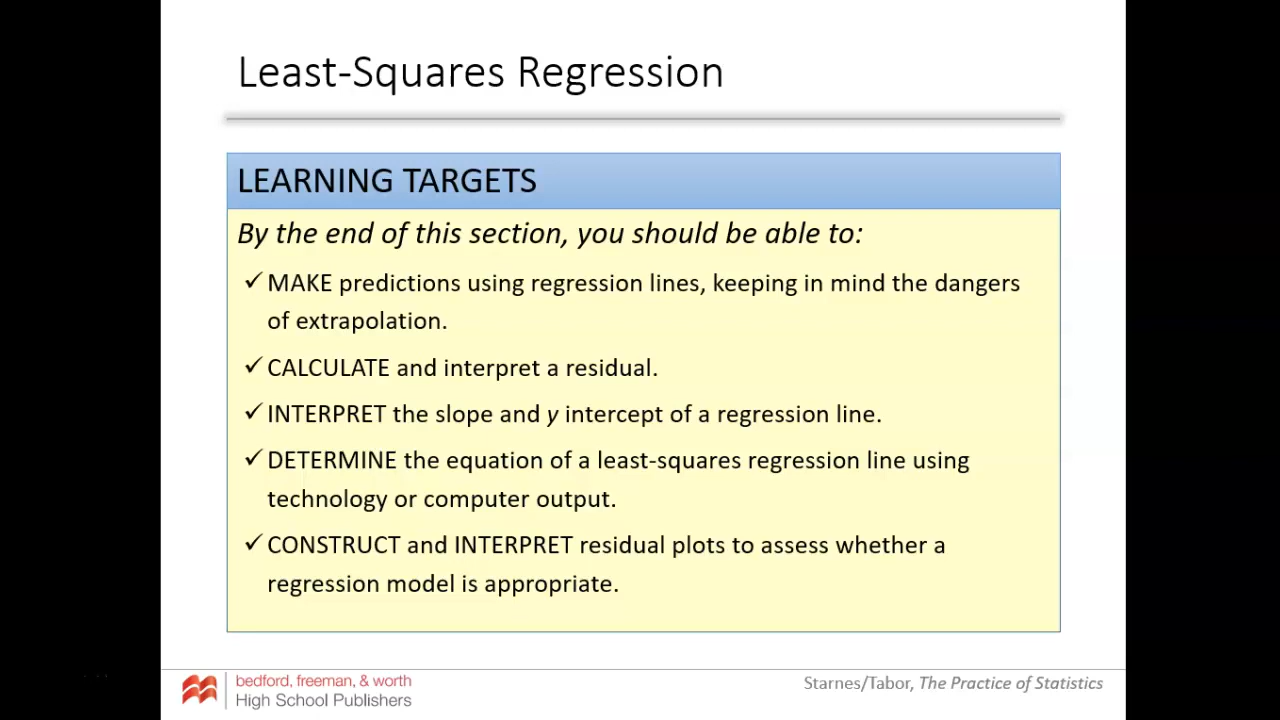 Least-Squares Regression
LEARNING TARGETS
By the end of this section, you should be able to:
✓ MAKE predictions using regression lines, keeping in mind the dangers
of extrapolation.
✓ CALCULATE and interpret a residual.
✓ INTERPRET the slope and y intercept of a regression line.
✓ DETERMINE the equation of a least-squares regression line using
technology or computer output.
✓ CONSTRUCT and INTERPRET residual plots to assess whether a
regression model is appropriate.
bedford, freeman, & worth
High School Publishers
Starnes/Tabor, The Practice of Statistics